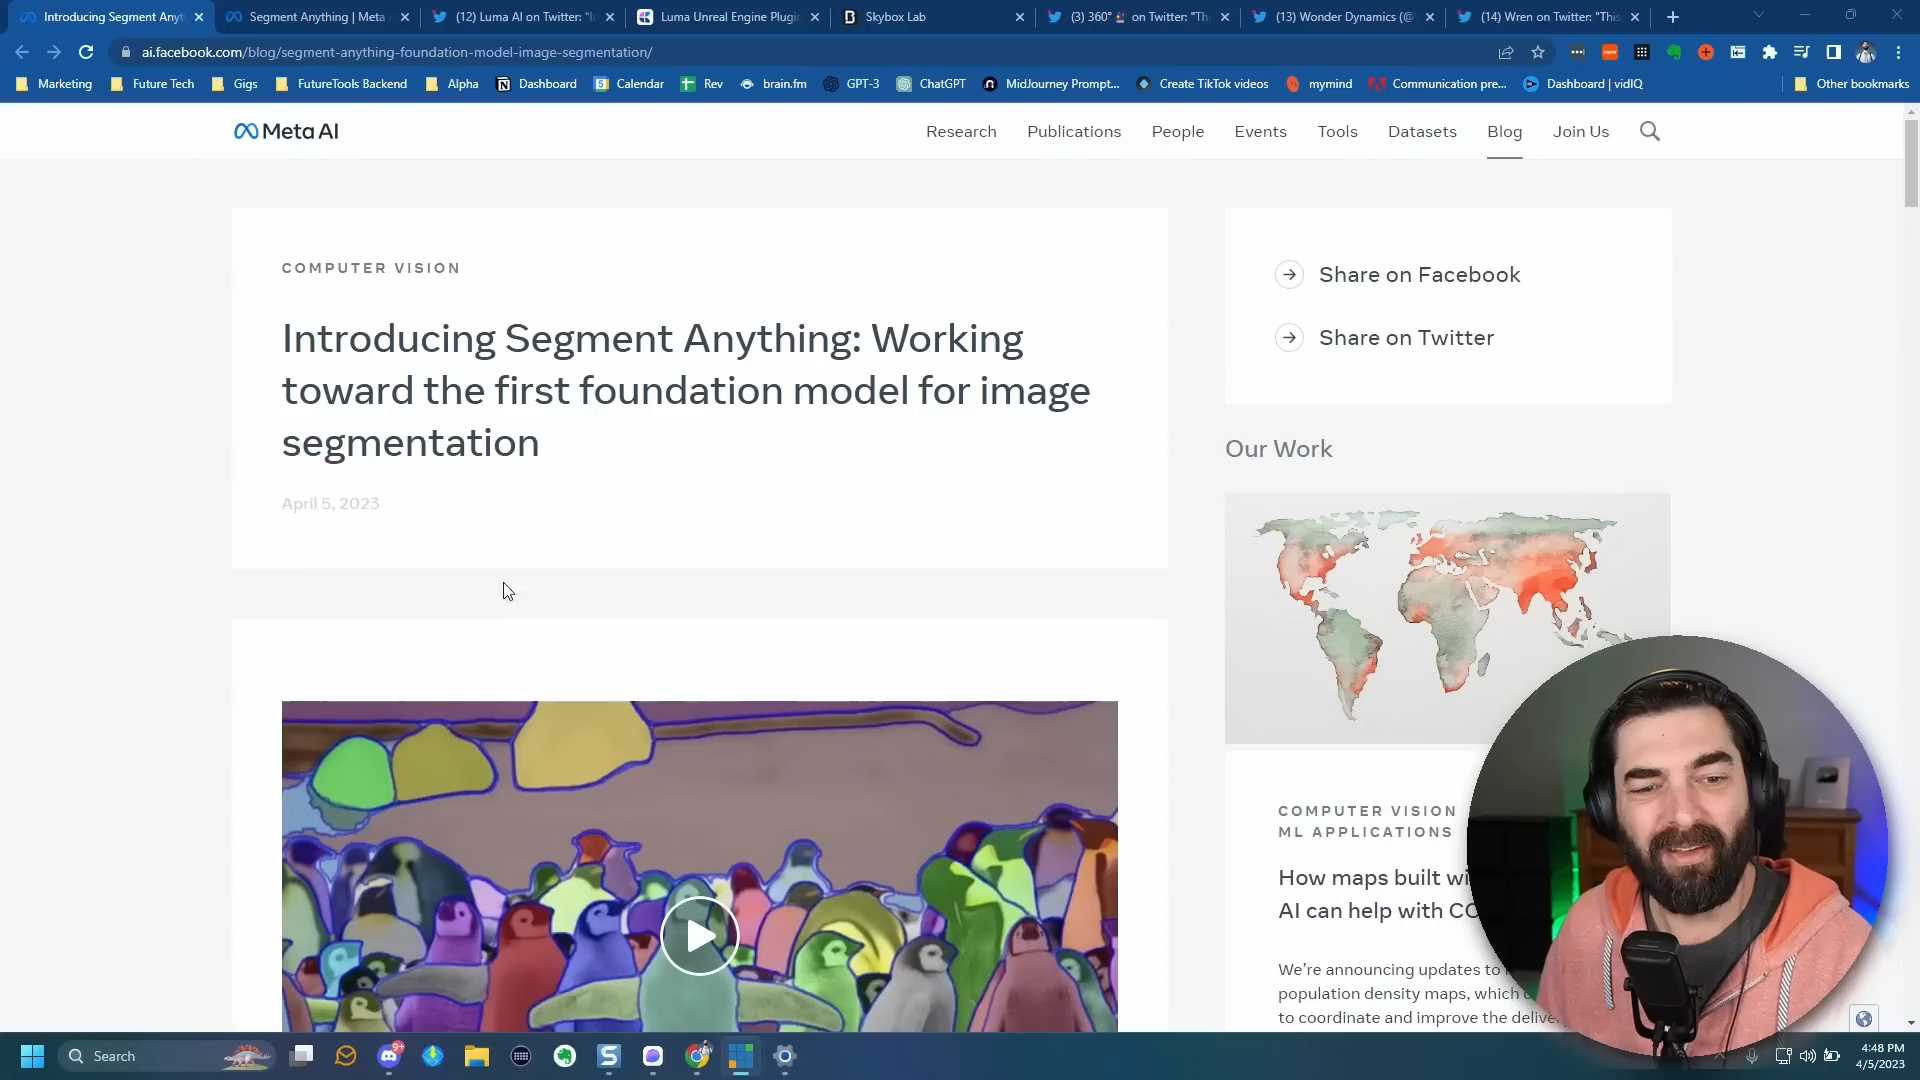 Introducing Segment Anyt
Segment Anything | Meta
(12) Luma AI on Twitter: "I
Luma Unreal Engine Plugi
Skybox Lab
(3) 360° on Twitter: "Th
(13) Wonder Dynamics (@
(14) Wren on Twitter: "This
ai.facebook.com/blog/segment-anything-foundation-model-image-segmentation/
Marketing
Future Tech
Gigs
FutureTools Backend
Alpha
Dashboard
Calendar
Rev
brain.fm
GPT-3
ChatGPT
MidJourney Prompt...
Create TikTok videos
mymind
Communication pre...
Dashboard | vidIQ
Other bookmarks
Meta AI
Research
Publications
People
Events
Tools
Datasets
Blog
Join Us
COMPUTER VISION
Introducing Segment Anything: Working
toward the first foundation model for image
segmentation
April 5, 2023
Share on Facebook
Share on Twitter
Our Work
COMPUTER VISION
ML APPLICATIONS
How maps built wi
AI can help with CO
We're announcing updates to
population density maps, which
to coordinate and improve the delive
Search
9+
4:48 PM
4/5/2023